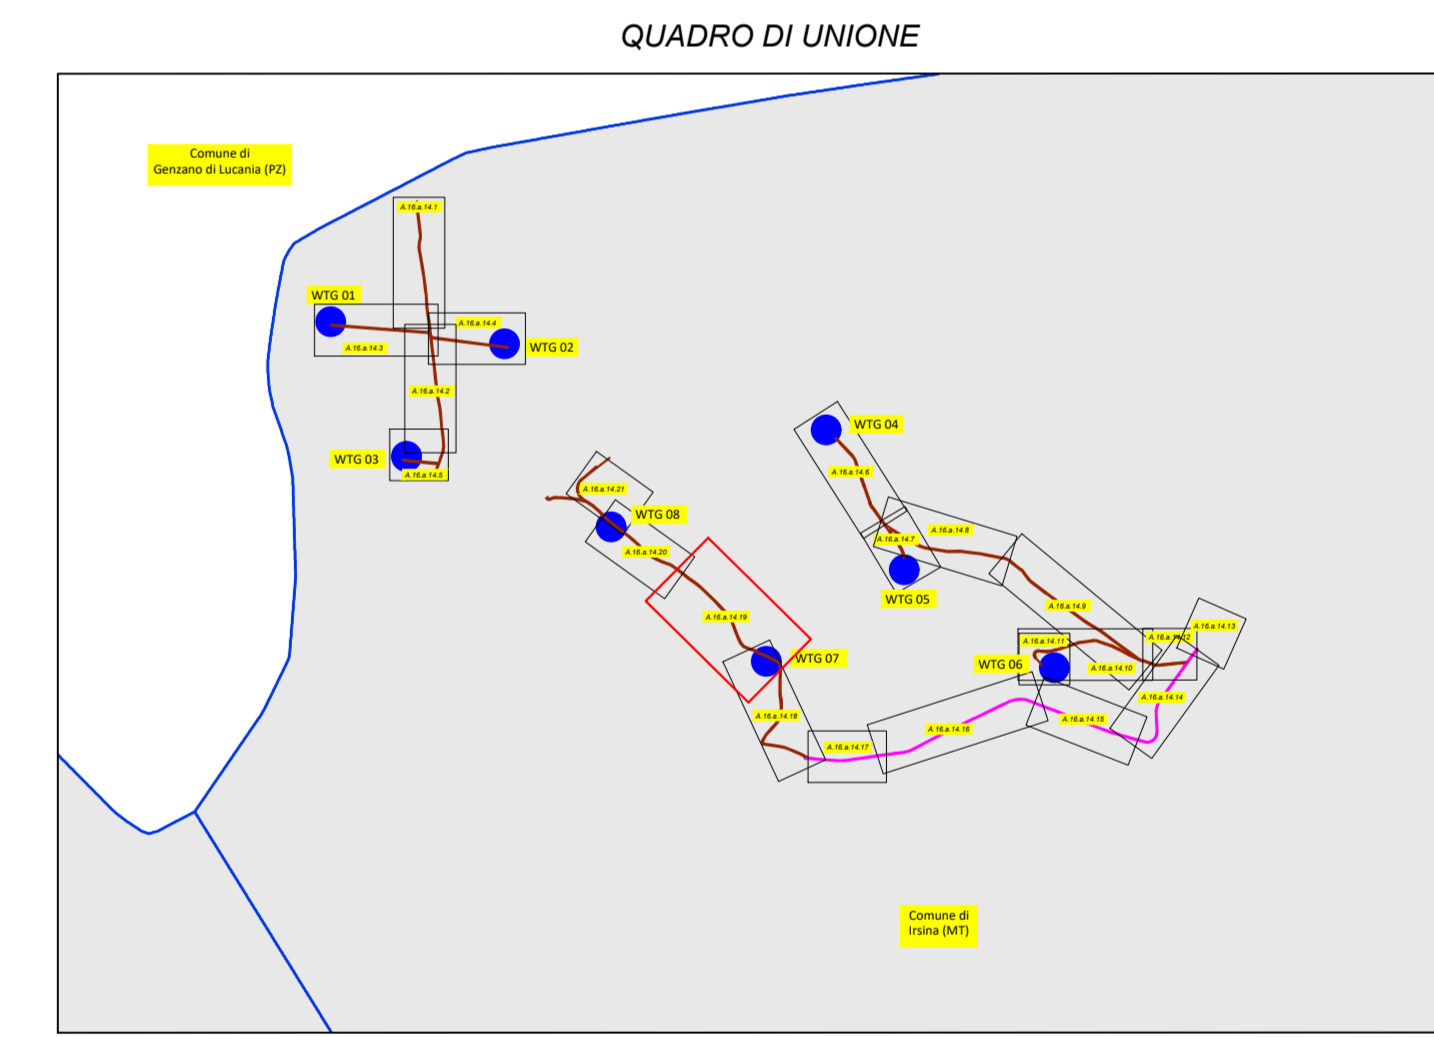 QUADRO DI UNIONE
Comune di
Genzano di Lucania (PZ)
A.16.a.14.1
WTG 01
A.16.a.14.4
A.16.a.14.3
WTG 02
A.16.a.14.2
WTG 03
A.16.a.14.5
WTG 04
A.16.a.14.6
A.16.a.14.21
WTG 08
A.16.a.14.20
A.16.a.14.8
A.16.a.14.7
WTG 05
A.16.a.14.9
A.16.a.14.19
A.16.a.14.13
A.16.a.14.12
A.16.a.14.11
WTG 07
WTG 06
A.16.a.14.10
A.16.a.14.14
A.16.a.14.18
A.16.a.14.15
A.16.a.14.16
A.16.a.14.17
Comune di
Irsina (MT)